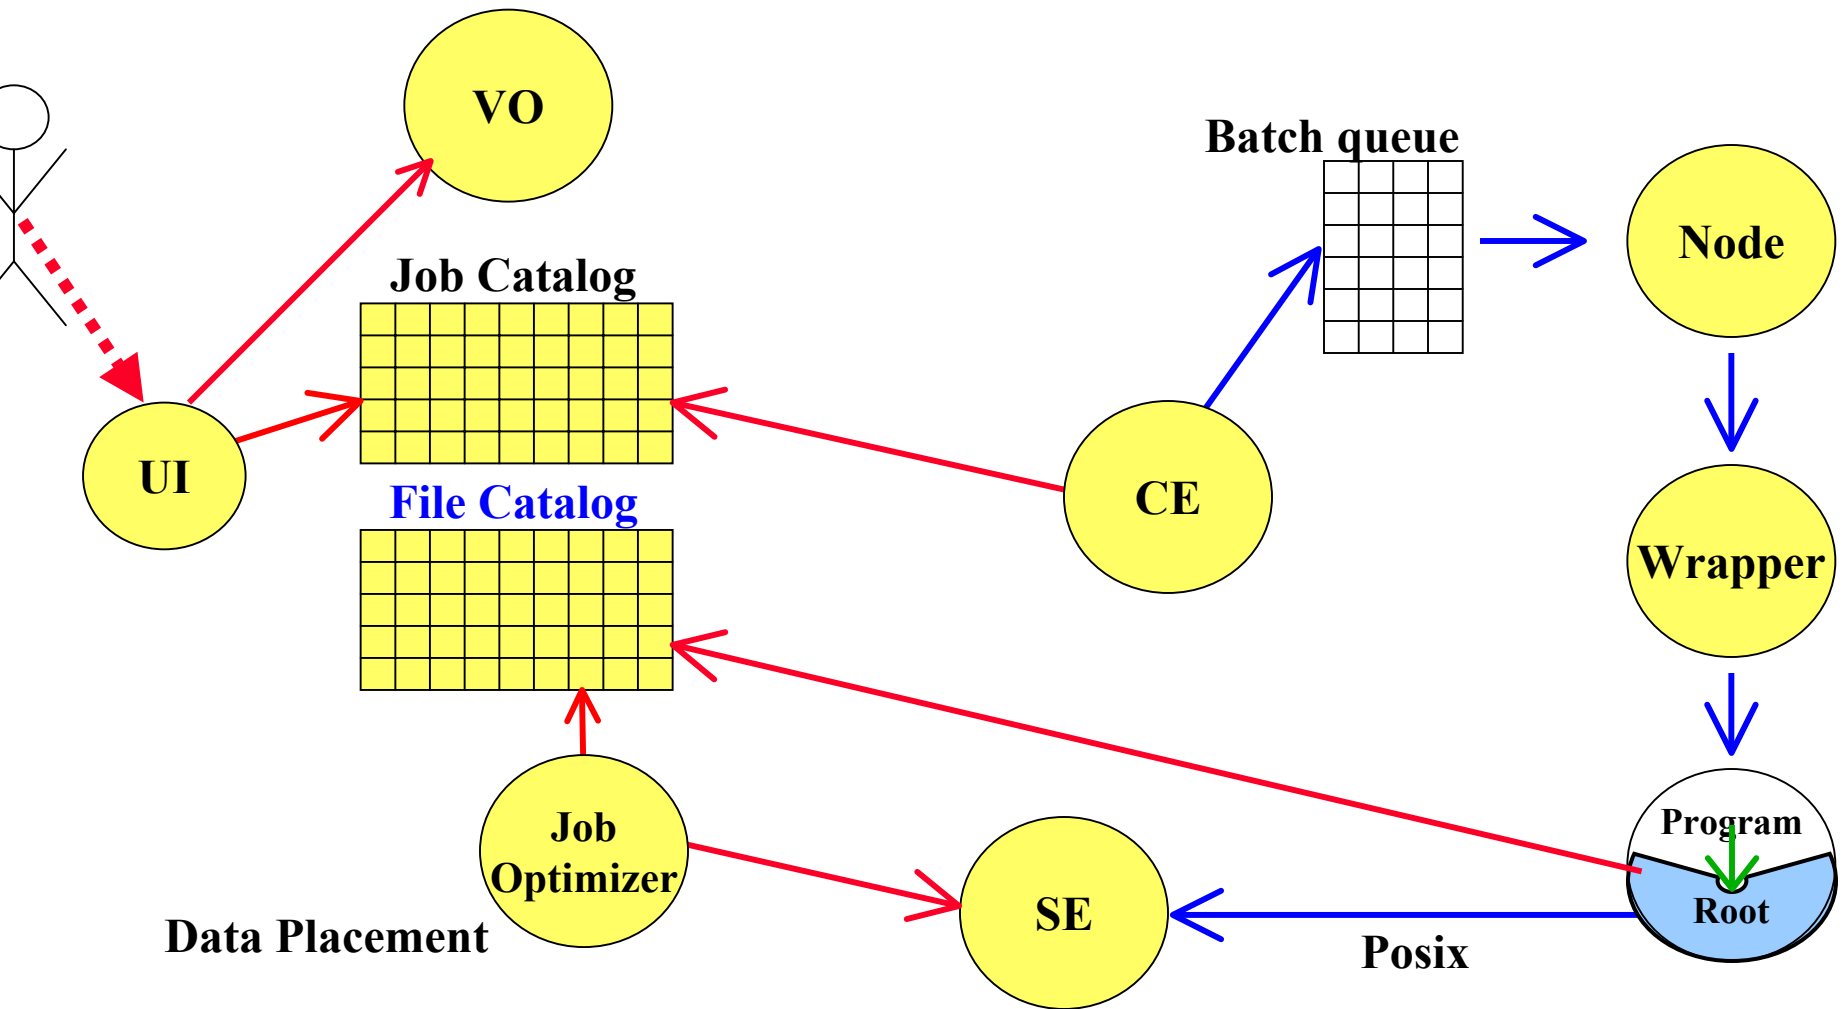 VO
Batch queue
Node
Job Catalog
UI
File Catalog
CE
Wrapper
Program
Job
Optimizer
Root
SE
Data Placement
Posix